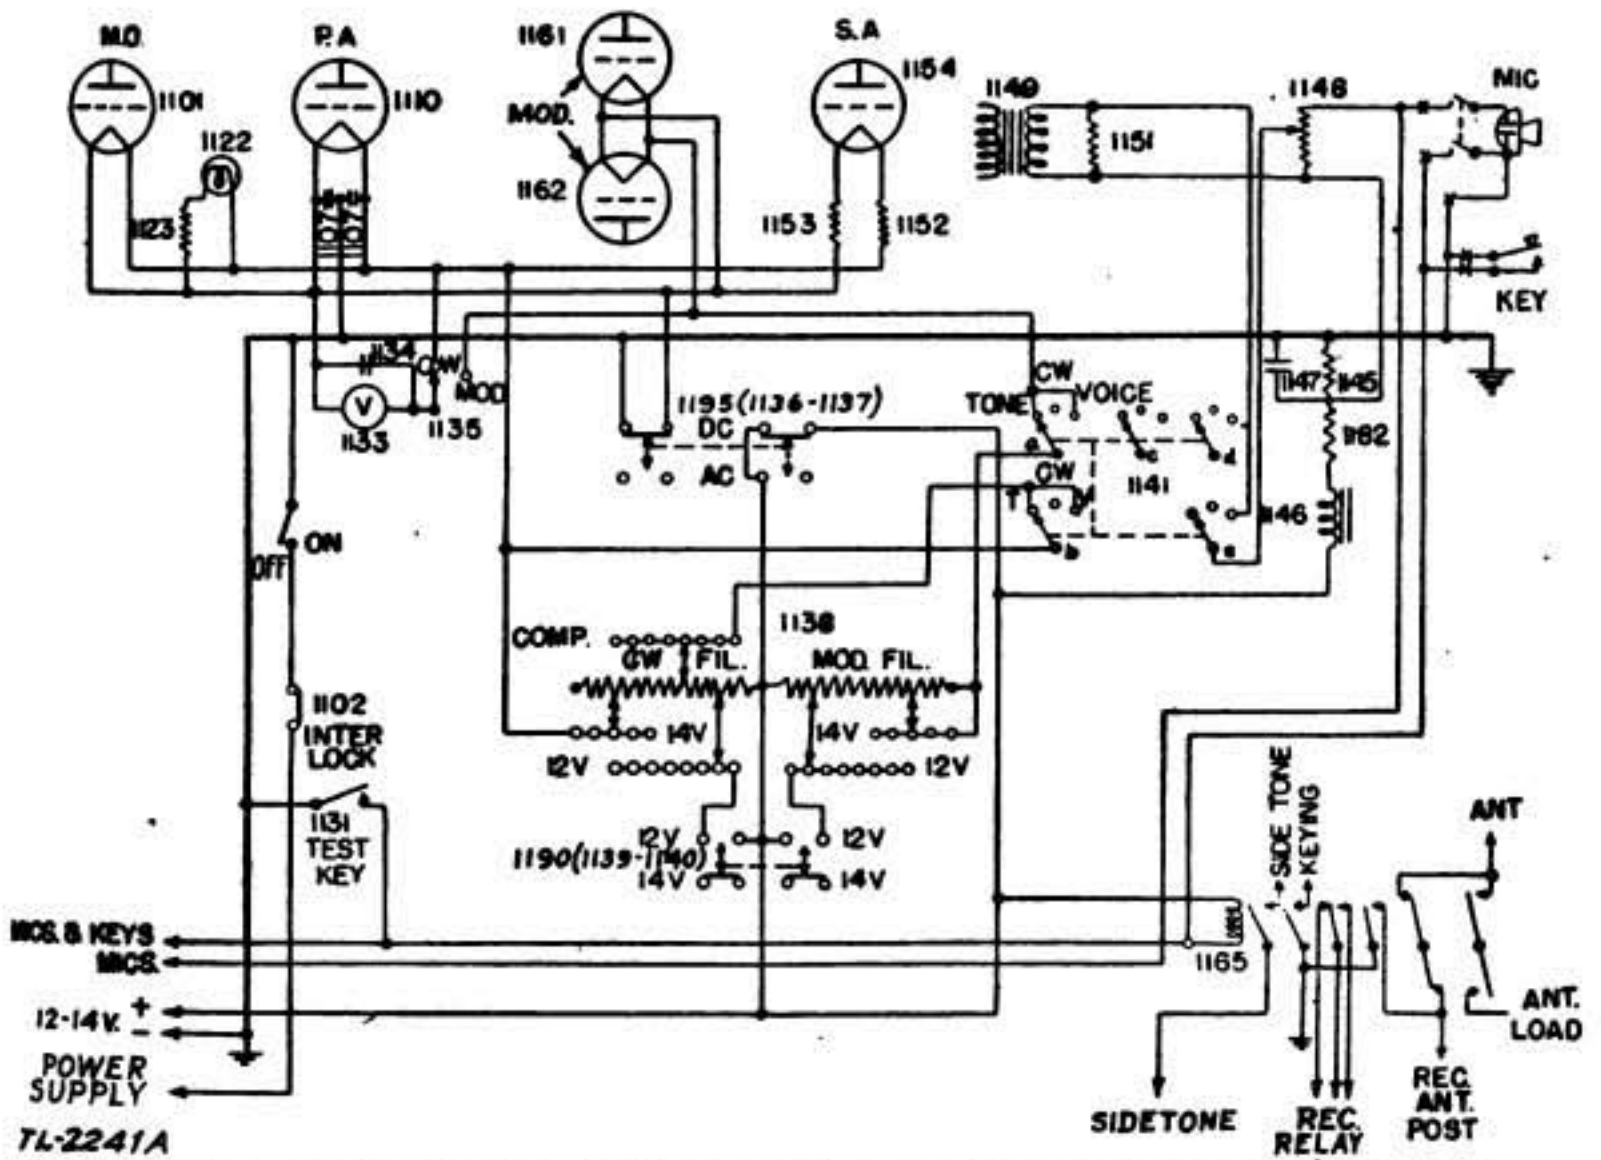 M.O.
P.A
1161
S.A
1101
1110
MOD.
1154
1149
1148
MIC
1122
1151
1123
1107
1107
1162
1153
1152
KEY
1134
CW
MOD
1133
1135
1195(1136-1137)
DC
AC
CW
TONE
VOICE
a
c
d
1147
1145
1182
CW
T
V
1141
b
e
1146
ON
OFF
1138
COMP.
CW FIL.
MOD. FIL.
1102
INTER
LOCK
14V
14V
12V
12V
1131
TEST
KEY
12V
12V
1190(1139-1140)
14V
14V
SIDE TONE
KEYING
ANT
MICS. & KEYS
MICS.
1165
12-14V.
+
-
ANT.
LOAD
POWER
SUPPLY
SIDETONE
REC.
RELAY
REC.
ANT.
POST
TL-2241A